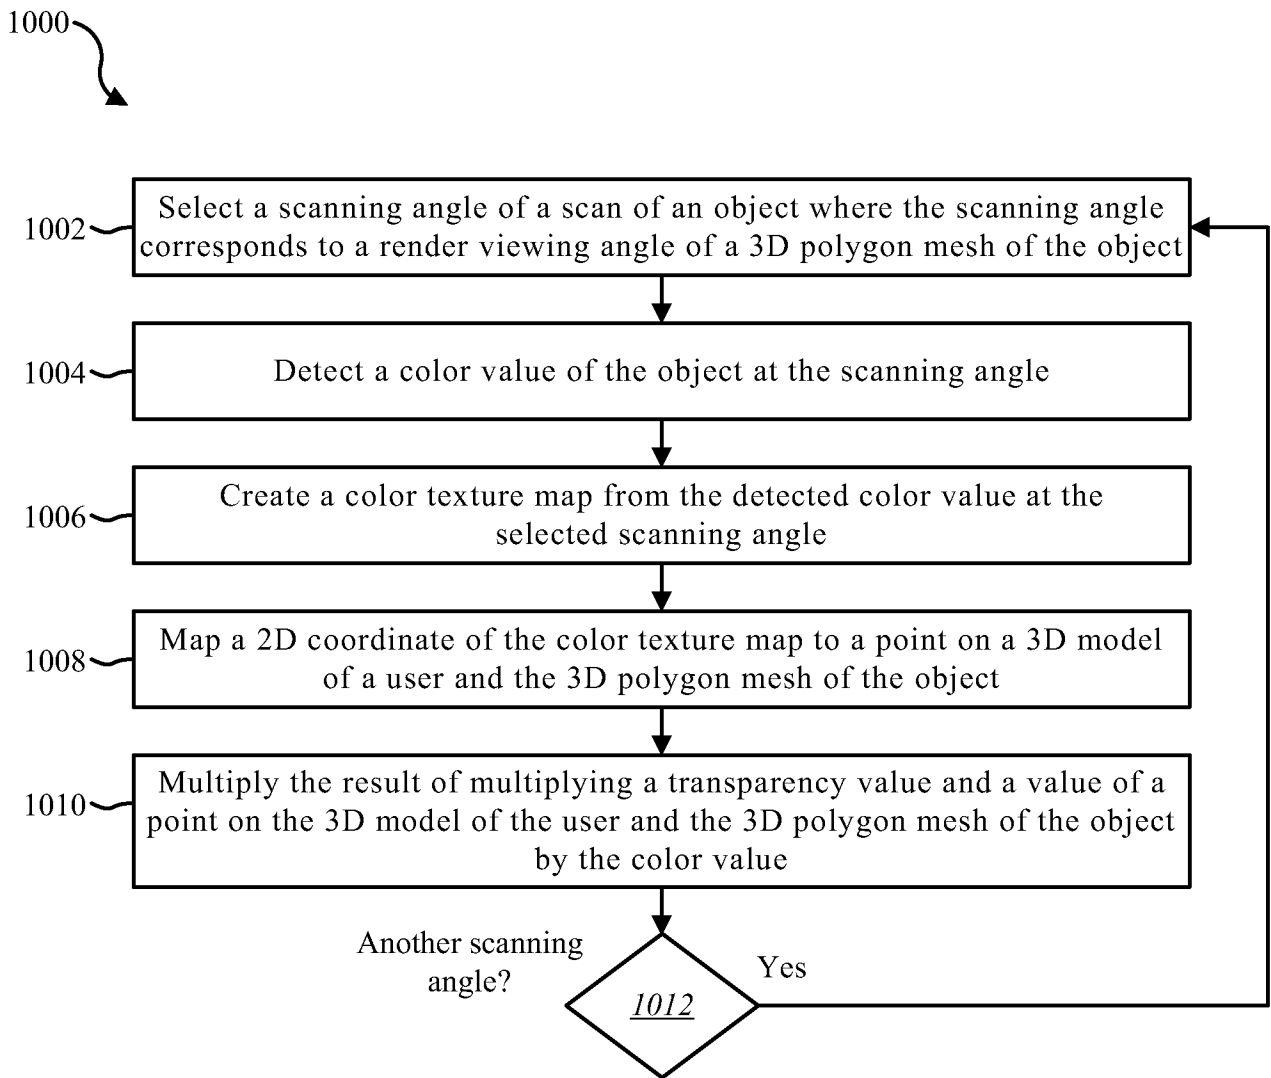 1000
1002
Select a scanning angle of a scan of an object where the scanning angle
corresponds to a render viewing angle of a 3D polygon mesh of the object
1004
Detect a color value of the object at the scanning angle
1006
Create a color texture map from the detected color value at the
selected scanning angle
1008
Map a 2D coordinate of the color texture map to a point on a 3D model
of a user and the 3D polygon mesh of the object
1010
Multiply the result of multiplying a transparency value and a value of a
point on the 3D model of the user and the 3D polygon mesh of the object
by the color value
Another scanning
angle?
1012
Yes